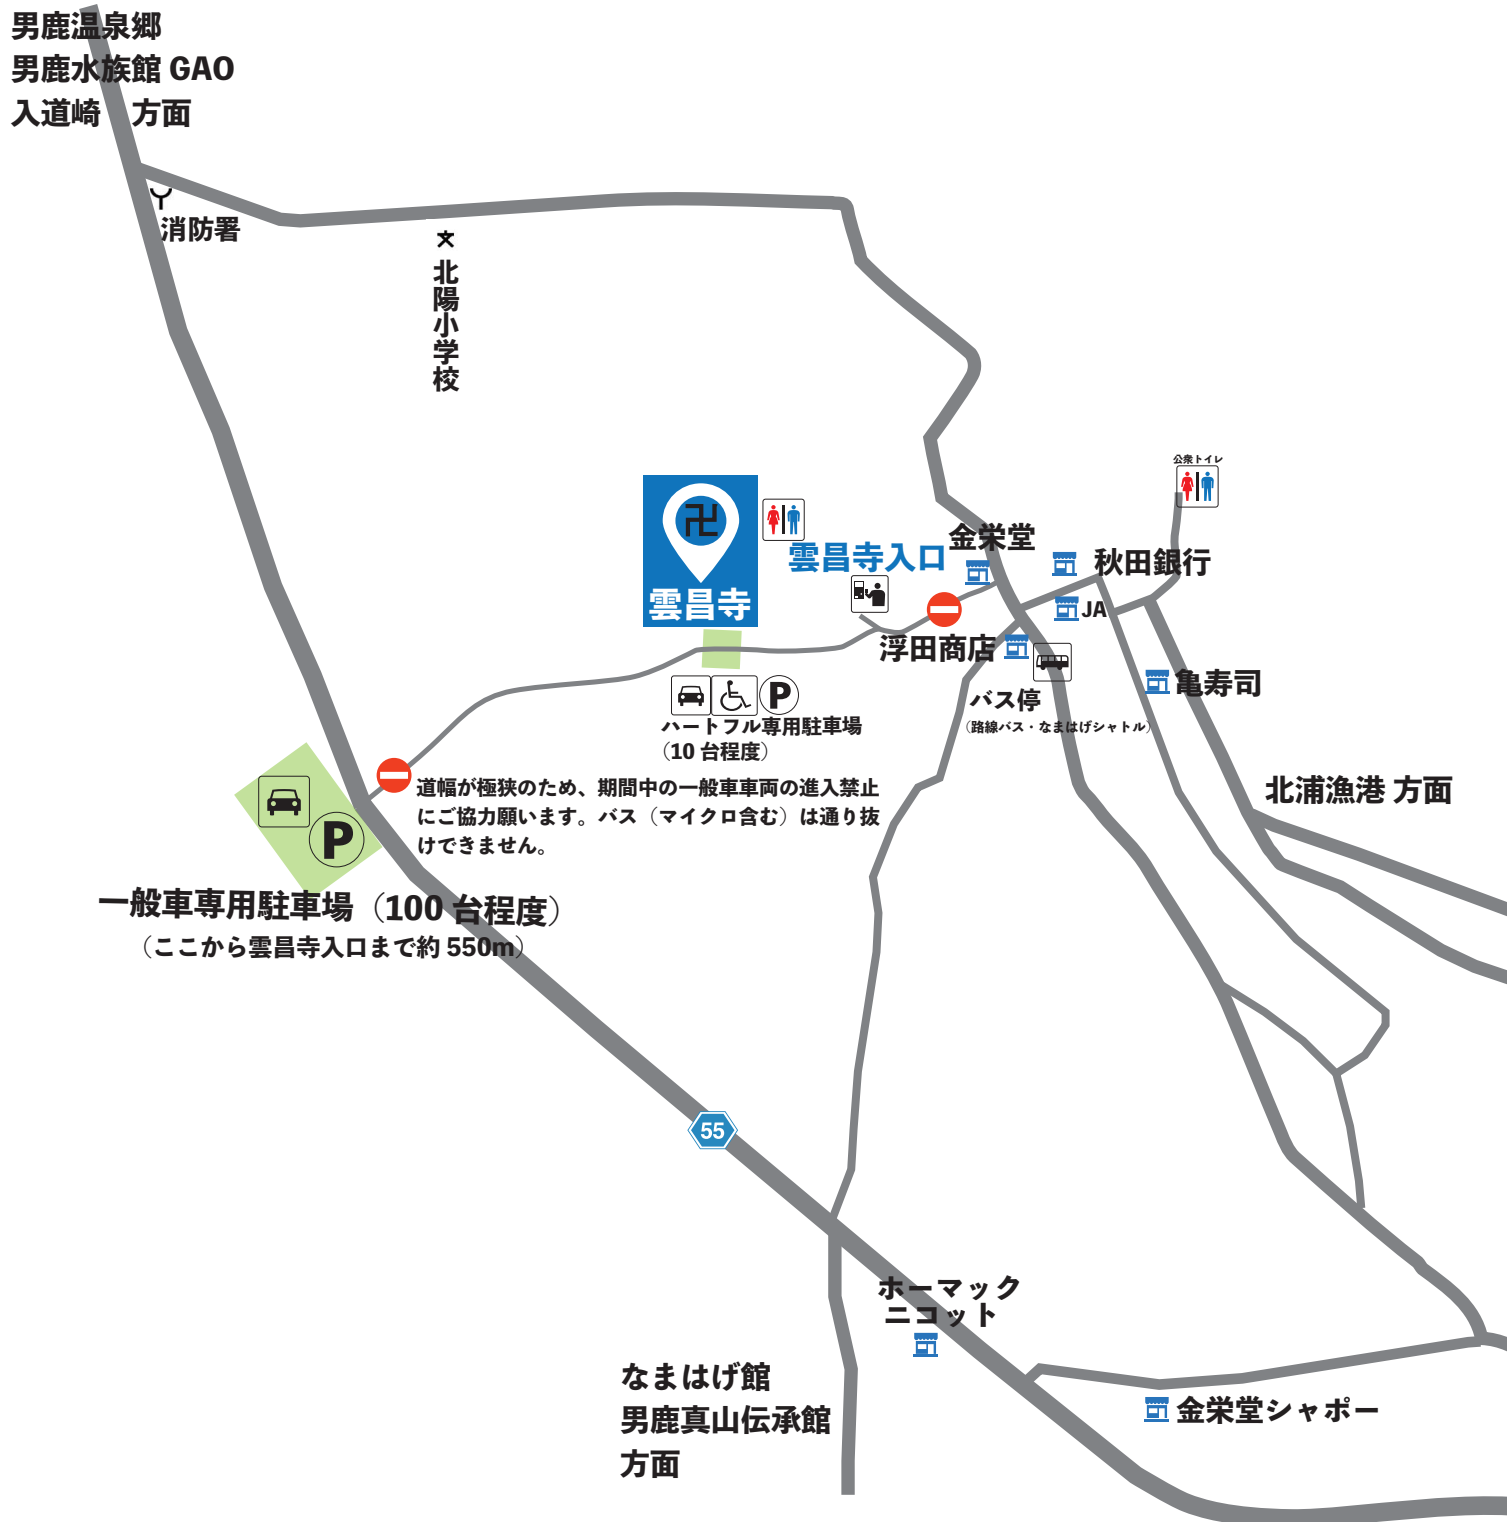 男鹿温泉郷
男鹿水族館 GAO
入道崎　方面
消防署
北陽小学校
公衆トイレ
雲昌寺
雲昌寺入口
金栄堂
秋田銀行
JA
浮田商店
亀寿司
バス停
（路線バス・なまはげシャトル）
P
ハートフル専用駐車場
（10 台程度）
道幅が極狭のため、期間中の一般車車両の進入禁止
にご協力願います。バス（マイクロ含む）は通り抜
けできません。
北浦漁港 方面
P
一般車専用駐車場（100 台程度）
（ここから雲昌寺入口まで約 550m）
55
ホーマック
ニコット
なまはげ館
男鹿真山伝承館
方面
金栄堂シャポー